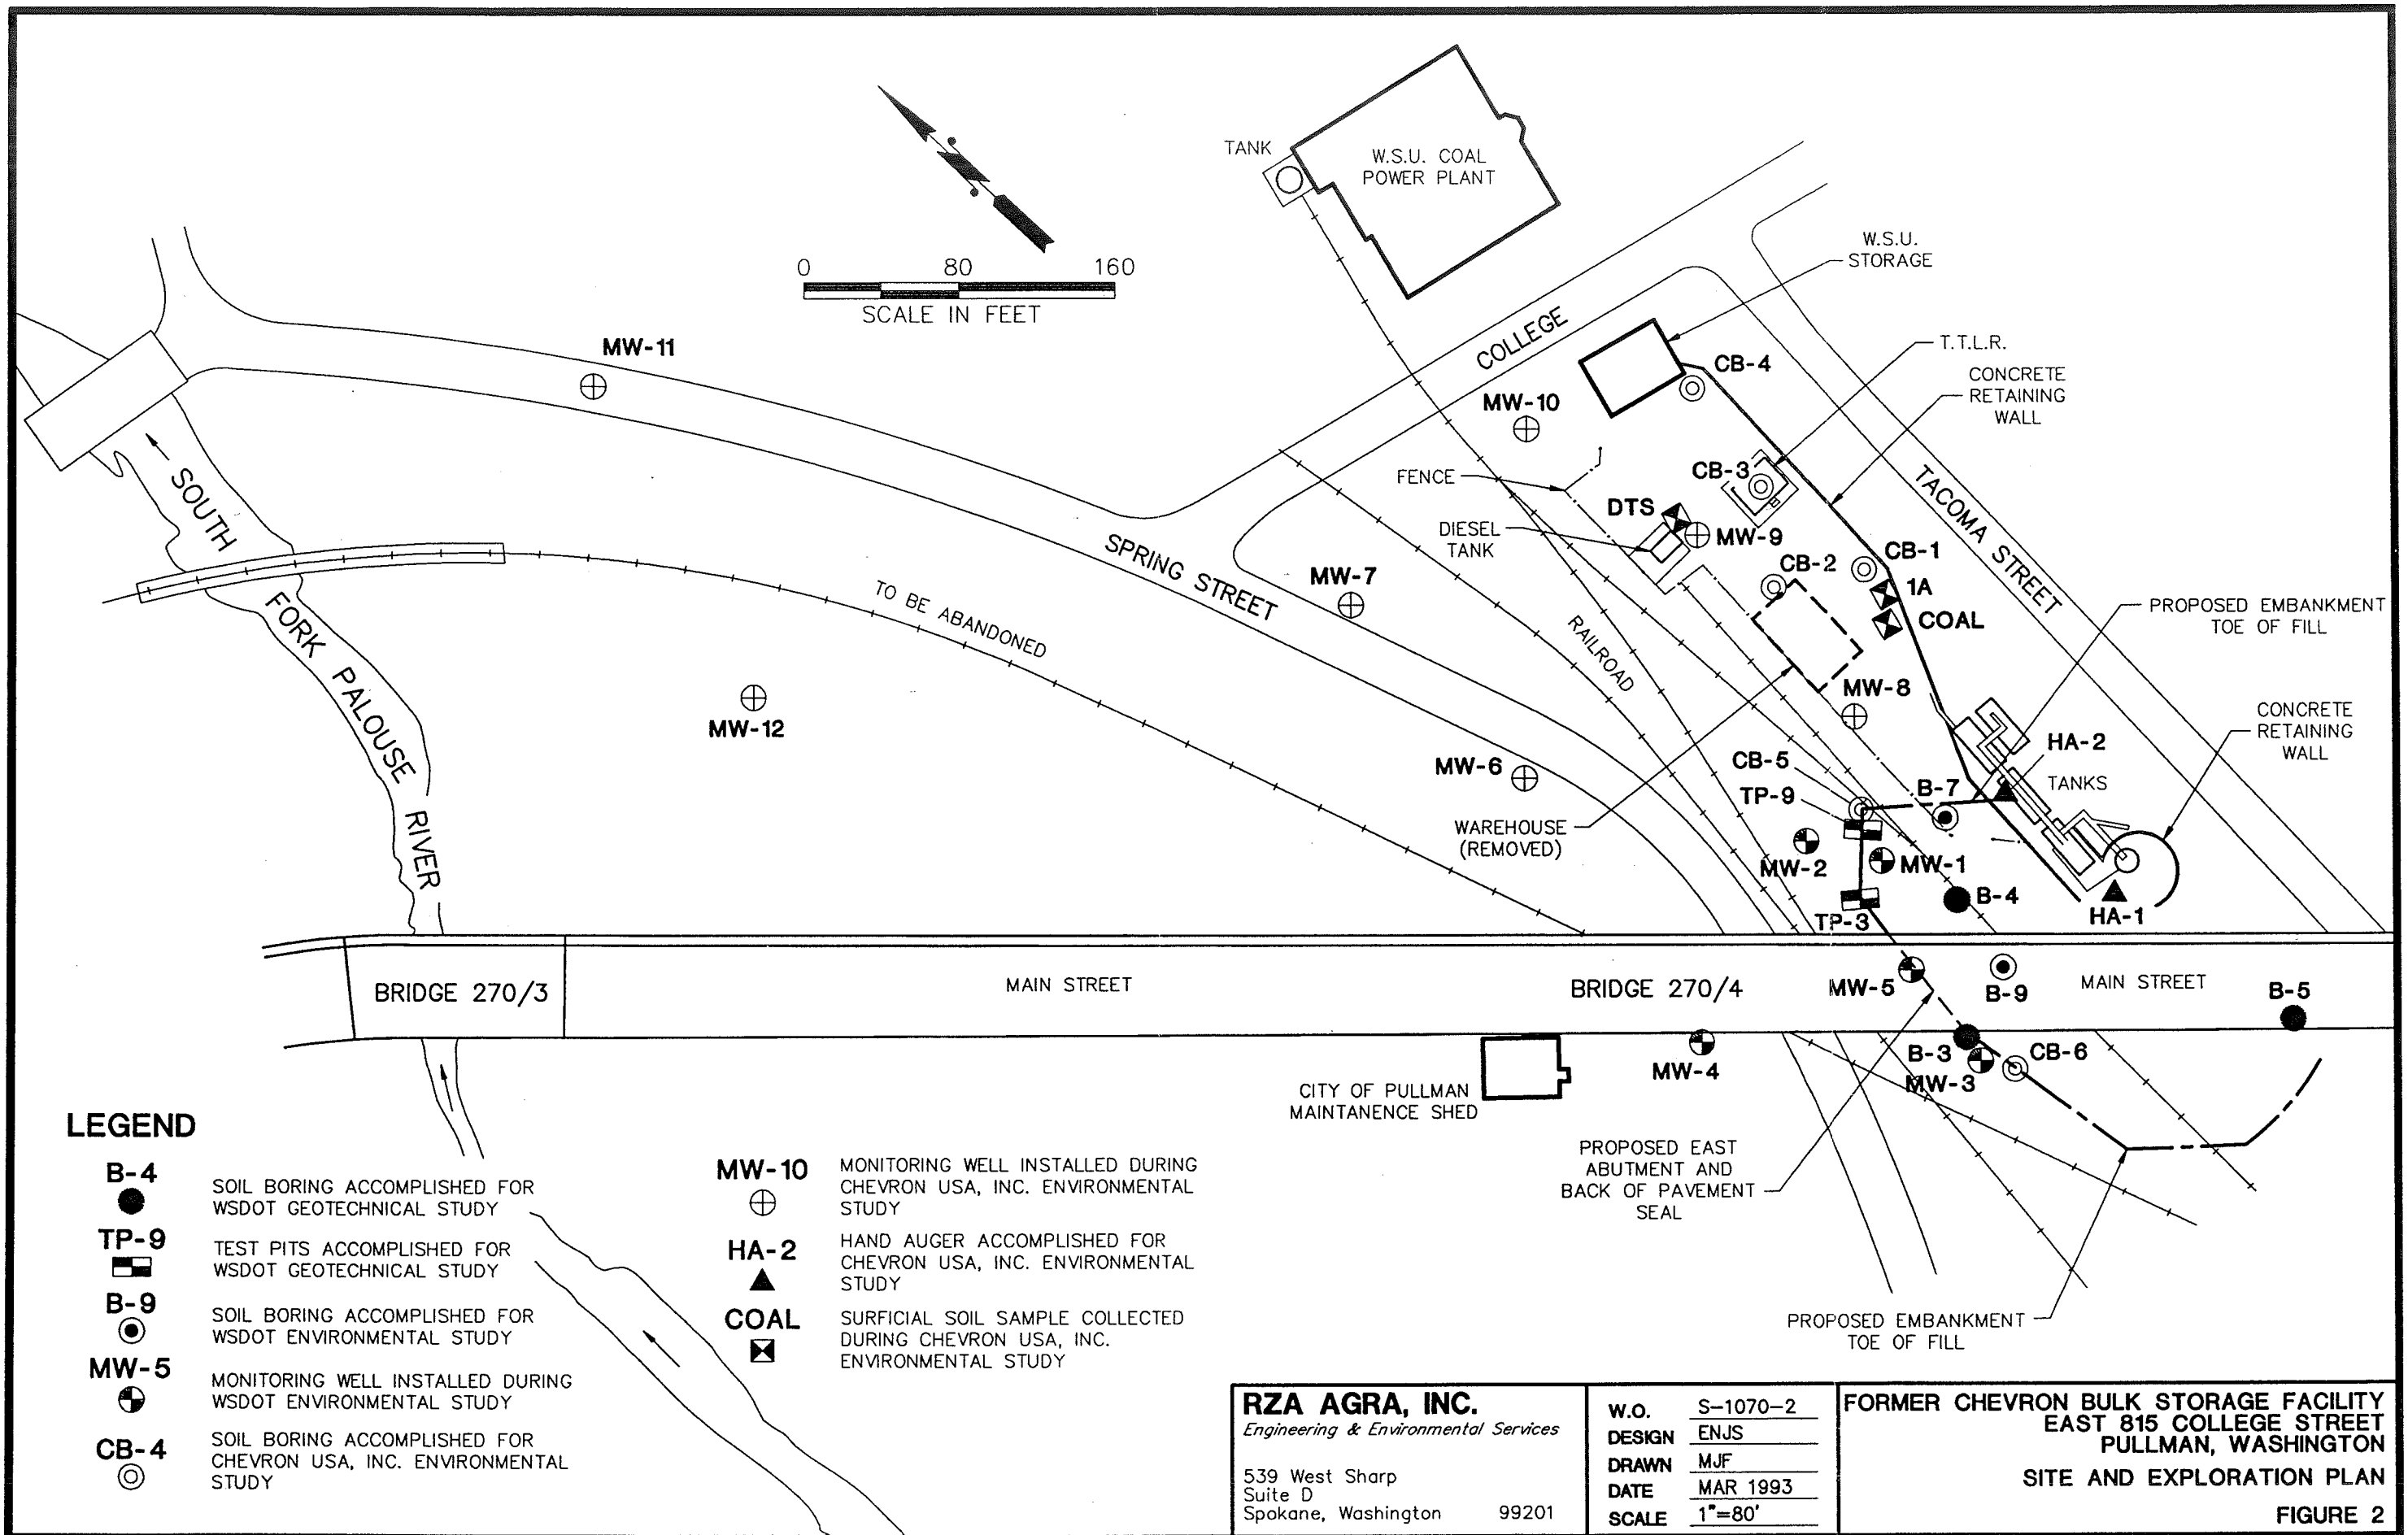 TANK
W.S.U. COAL
POWER PLANT
W.S.U.
STORAGE
0 80 160
SCALE IN FEET
COLLEGE
T.T.L.R.
CONCRETE
RETAINING
WALL
MW-11
CB-4
MW-10
CB-3
FENCE
DTS
DIESEL
TANK
MW-9
TACOMA STREET
SOUTH
FORK
PALOUSE
RIVER
SPRING STREET
MW-7
CB-2
CB-1
1A
COAL
PROPOSED EMBANKMENT
TOE OF FILL
TO BE ABANDONED
RAILROAD
MW-12
MW-8
CONCRETE
RETAINING
WALL
MW-6
CB-5
TP-9
HA-2
TANKS
B-7
WAREHOUSE
(REMOVED)
MW-2
MW-1
B-4
TP-3
HA-1
BRIDGE 270/3
MAIN STREET
BRIDGE 270/4
MW-5
B-9
MAIN STREET
B-5
MW-4
B-3
MW-3
CB-6
CITY OF PULLMAN
MAINTANENCE SHED
PROPOSED EAST
ABUTMENT AND
BACK OF PAVEMENT
SEAL
PROPOSED EMBANKMENT
TOE OF FILL
LEGEND
B-4
SOIL BORING ACCOMPLISHED FOR
WSDOT GEOTECHNICAL STUDY
TP-9
TEST PITS ACCOMPLISHED FOR
WSDOT GEOTECHNICAL STUDY
B-9
SOIL BORING ACCOMPLISHED FOR
WSDOT ENVIRONMENTAL STUDY
MW-5
MONITORING WELL INSTALLED DURING
WSDOT ENVIRONMENTAL STUDY
CB-4
SOIL BORING ACCOMPLISHED FOR
CHEVRON USA, INC. ENVIRONMENTAL
STUDY
MW-10
MONITORING WELL INSTALLED DURING
CHEVRON USA, INC. ENVIRONMENTAL
STUDY
HA-2
HAND AUGER ACCOMPLISHED FOR
CHEVRON USA, INC. ENVIRONMENTAL
STUDY
COAL
SURFICIAL SOIL SAMPLE COLLECTED
DURING CHEVRON USA, INC.
ENVIRONMENTAL STUDY
RZA AGRA, INC.
Engineering & Environmental Services
539 West Sharp
Suite D
Spokane, Washington 99201
W.O. S-1070-2
DESIGN ENJS
DRAWN MJF
DATE MAR 1993
SCALE 1"=80'
FORMER CHEVRON BULK STORAGE FACILITY
EAST 815 COLLEGE STREET
PULLMAN, WASHINGTON
SITE AND EXPLORATION PLAN
FIGURE 2